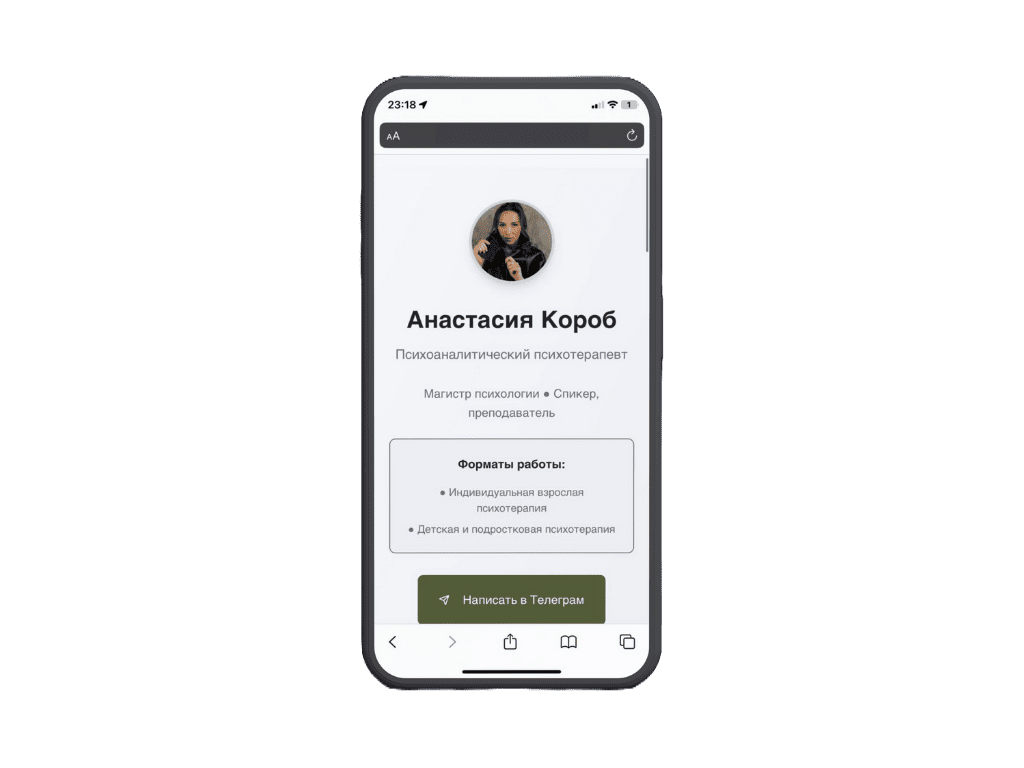 23:18
1
AA
Анастасия Короб
Психоаналитический психотерапевт
Магистр психологии ● Спикер,
преподаватель
Форматы работы:
● Индивидуальная взрослая
психотерапия
● Детская и подростковая психотерапия
Написать в Телеграм